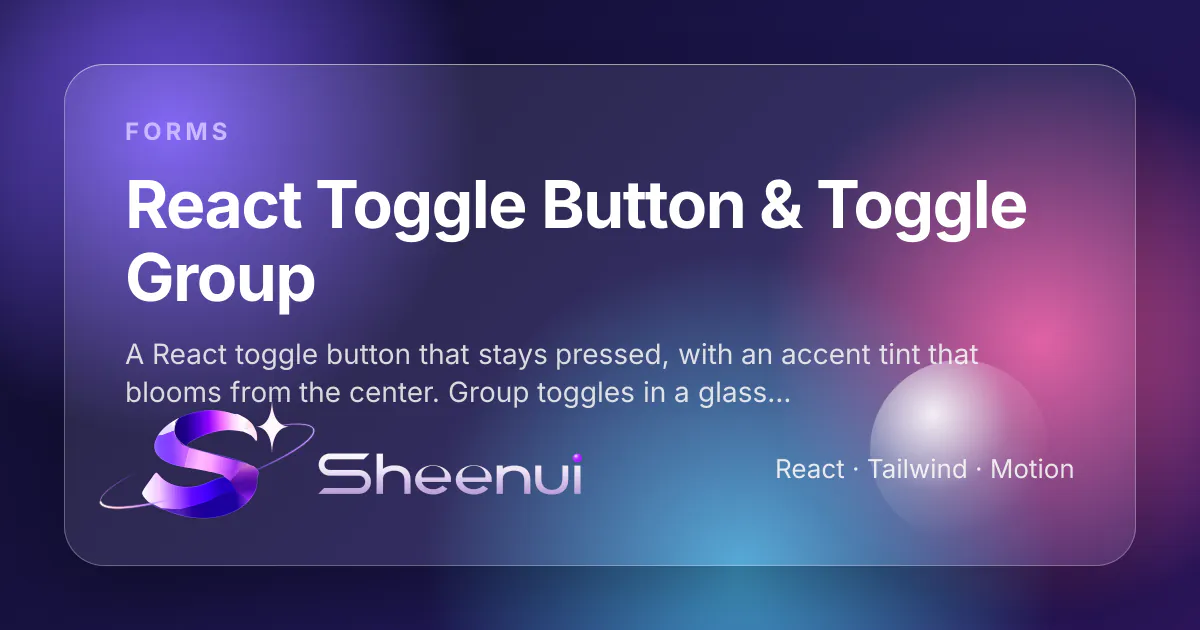 FORMS
React Toggle Button & Toggle
Group
A React toggle button that stays pressed, with an accent tint that
blooms from the center. Group toggles in a glass...
Sheenui
React · Tailwind · Motion